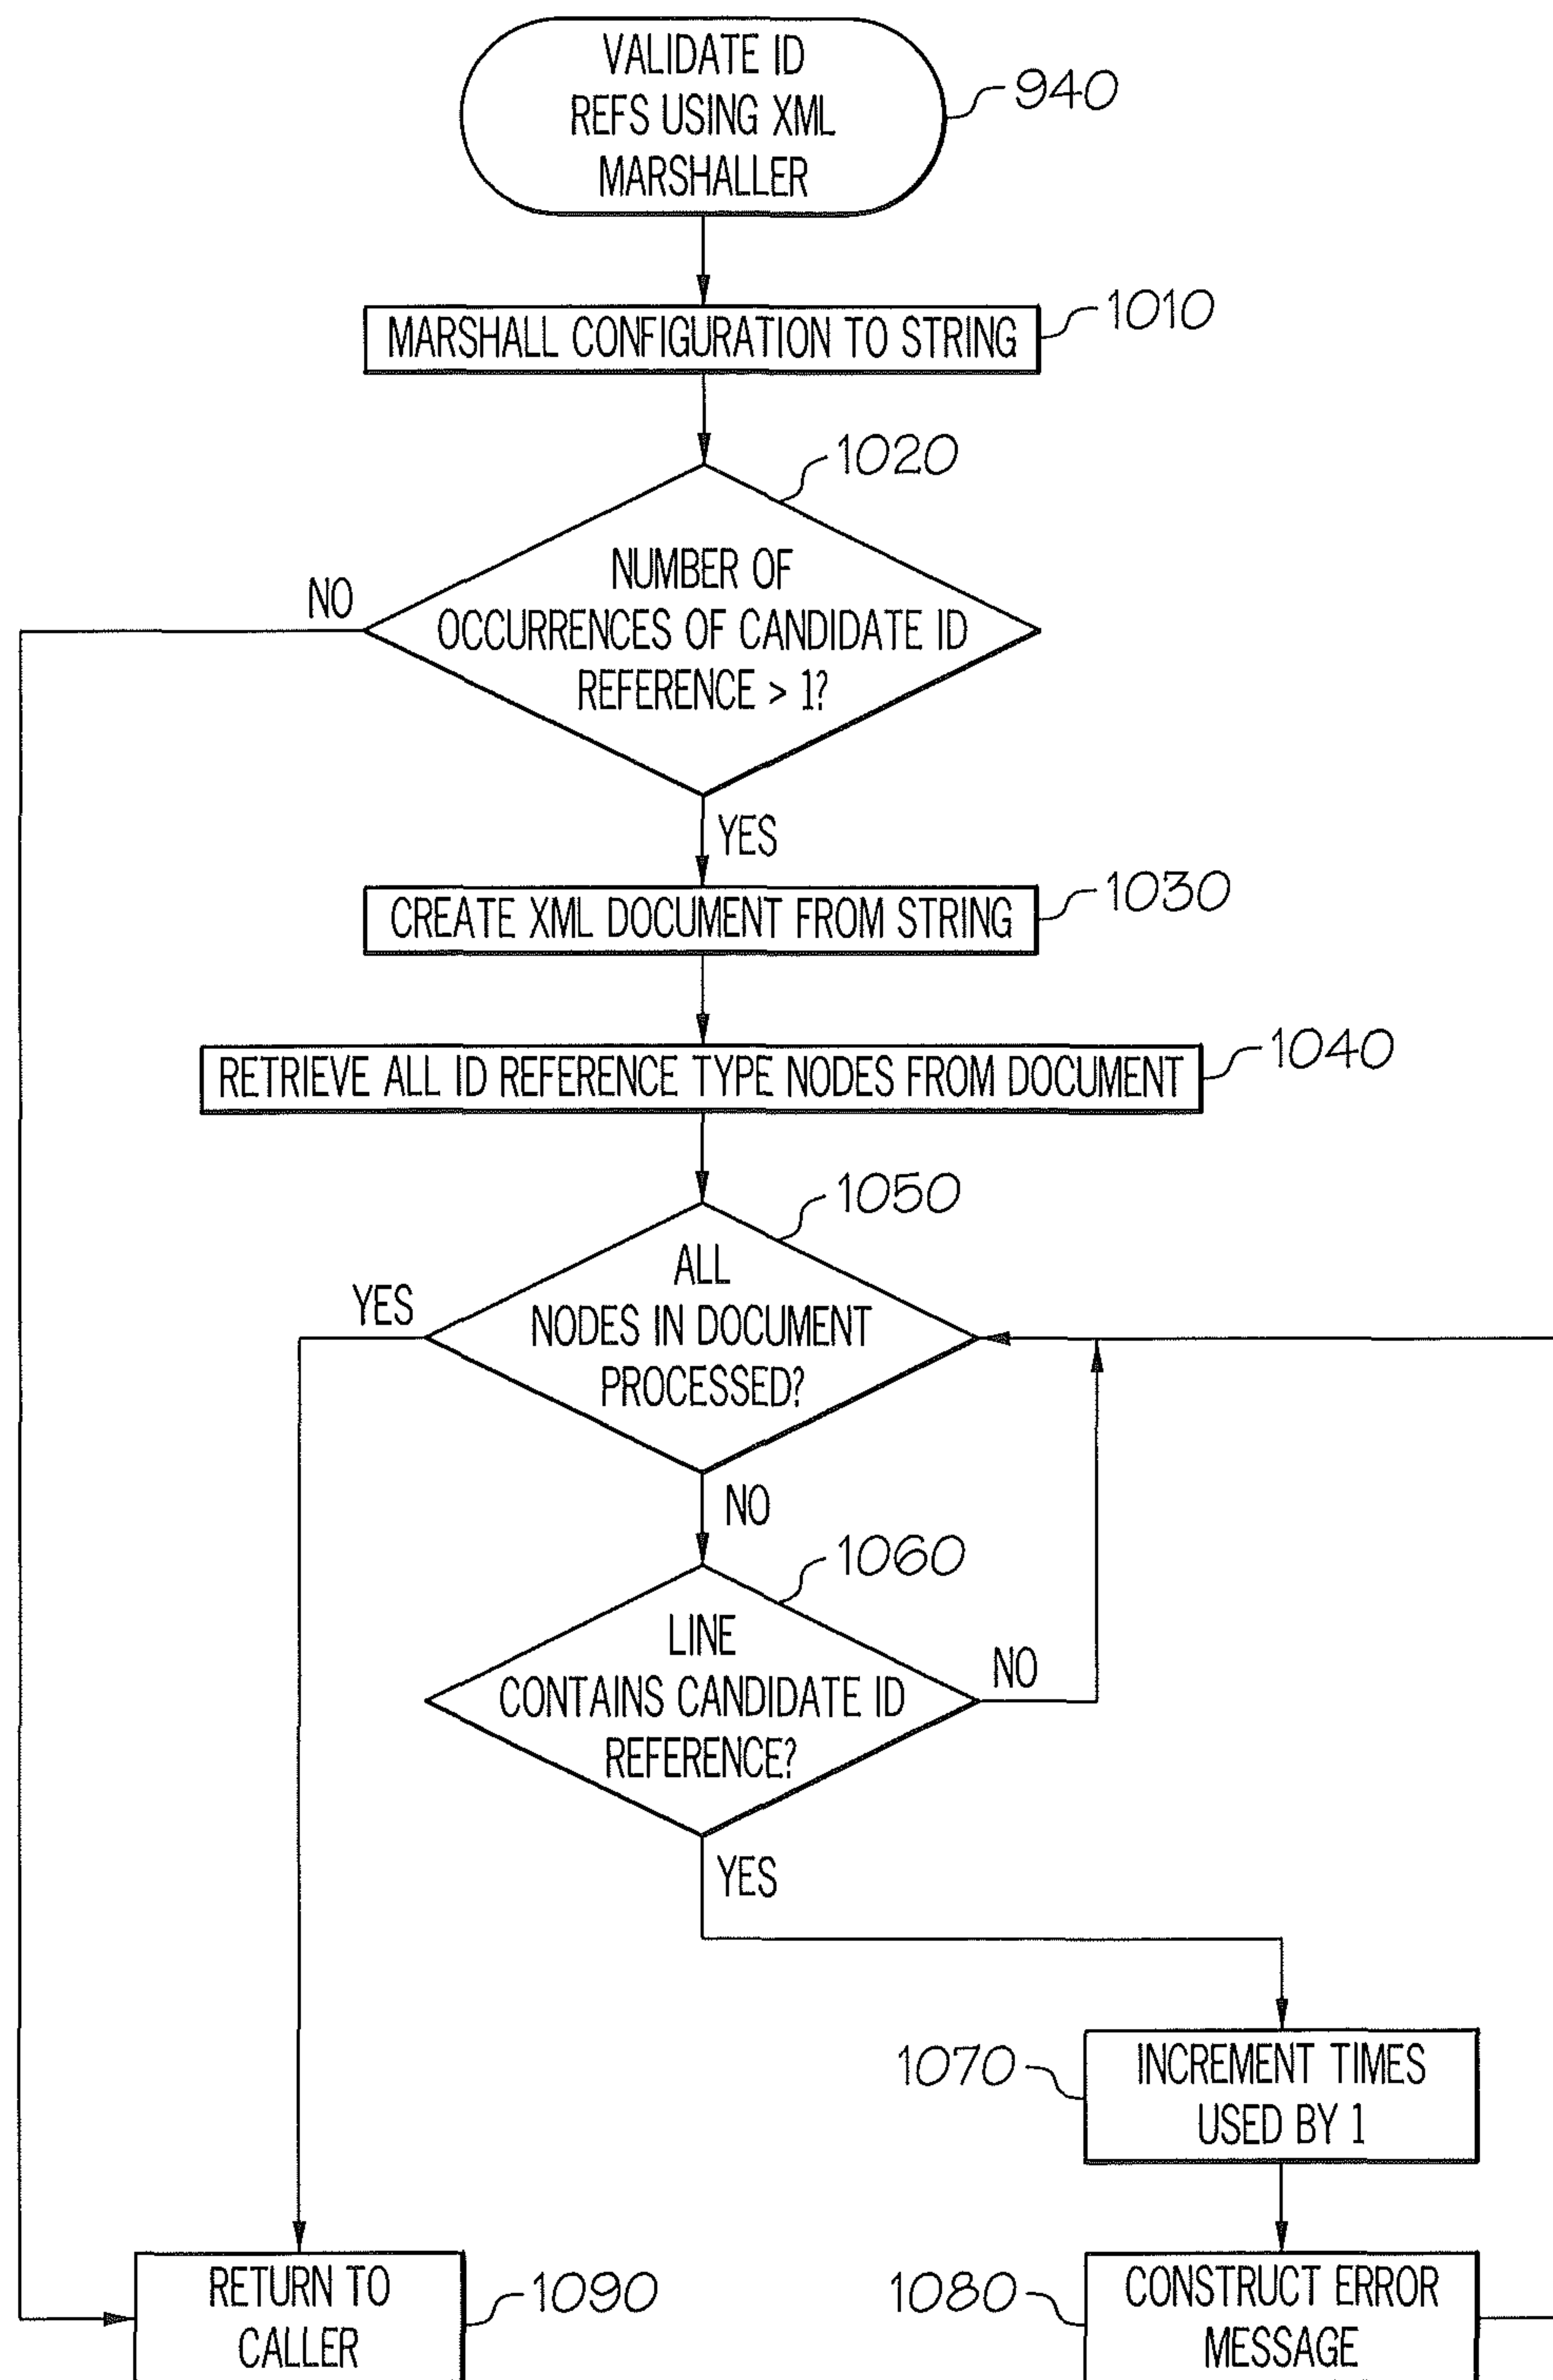 VALIDATE ID
REFS USING XML
MARSHALLER
940
MARSHALL CONFIGURATION TO STRING
1010
1020
NUMBER OF
OCCURRENCES OF CANDIDATE ID
REFERENCE > 1?
NO
YES
CREATE XML DOCUMENT FROM STRING
1030
RETRIEVE ALL ID REFERENCE TYPE NODES FROM DOCUMENT
1040
1050
ALL
NODES IN DOCUMENT
PROCESSED?
YES
NO
1060
LINE
CONTAINS CANDIDATE ID
REFERENCE?
NO
YES
1070
INCREMENT TIMES
USED BY 1
RETURN TO
CALLER
1090
1080
CONSTRUCT ERROR
MESSAGE